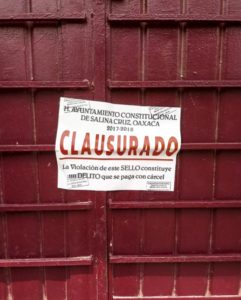 H. AYUNTAMIENTO CONSTITUCIONAL
DE SALINA CRUZ, OAXACA
2017-2018
CLAUSURADO
La Violación de este SELLO constituye
un DELITO que se paga con cárcel